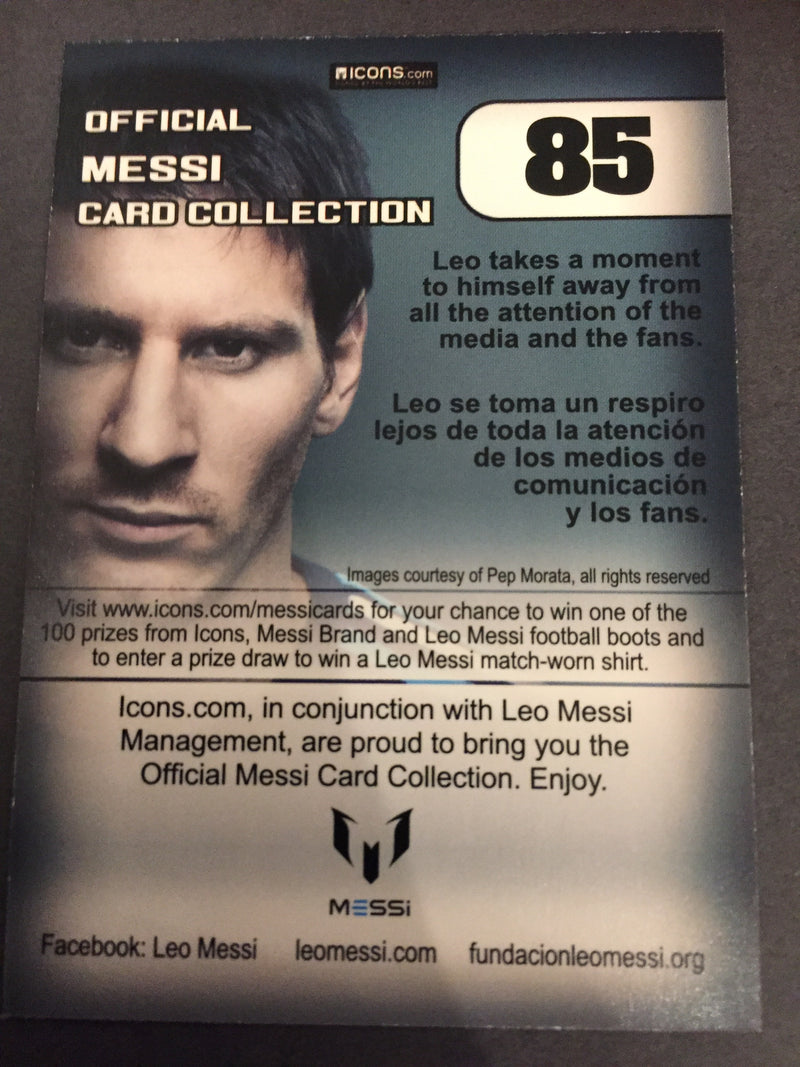 icons.com
OFFICIAL
MESSI
CARD COLLECTION
85
Leo takes a moment
to himself away from
all the attention of the
media and the fans.
Leo se toma un respiro
lejos de toda la atención
de los medios de
comunicación
y los fans.
Images courtesy of Pep Morata, all rights reserved
Visit www.icons.com/messicards for your chance to win one of the
100 prizes from Icons, Messi Brand and Leo Messi football boots and
to enter a prize draw to win a Leo Messi match-worn shirt.
Icons.com, in conjunction with Leo Messi
Management, are proud to bring you the
Official Messi Card Collection. Enjoy.
MESSi
Facebook: Leo Messi leomessi.com fundacionleomessi.org